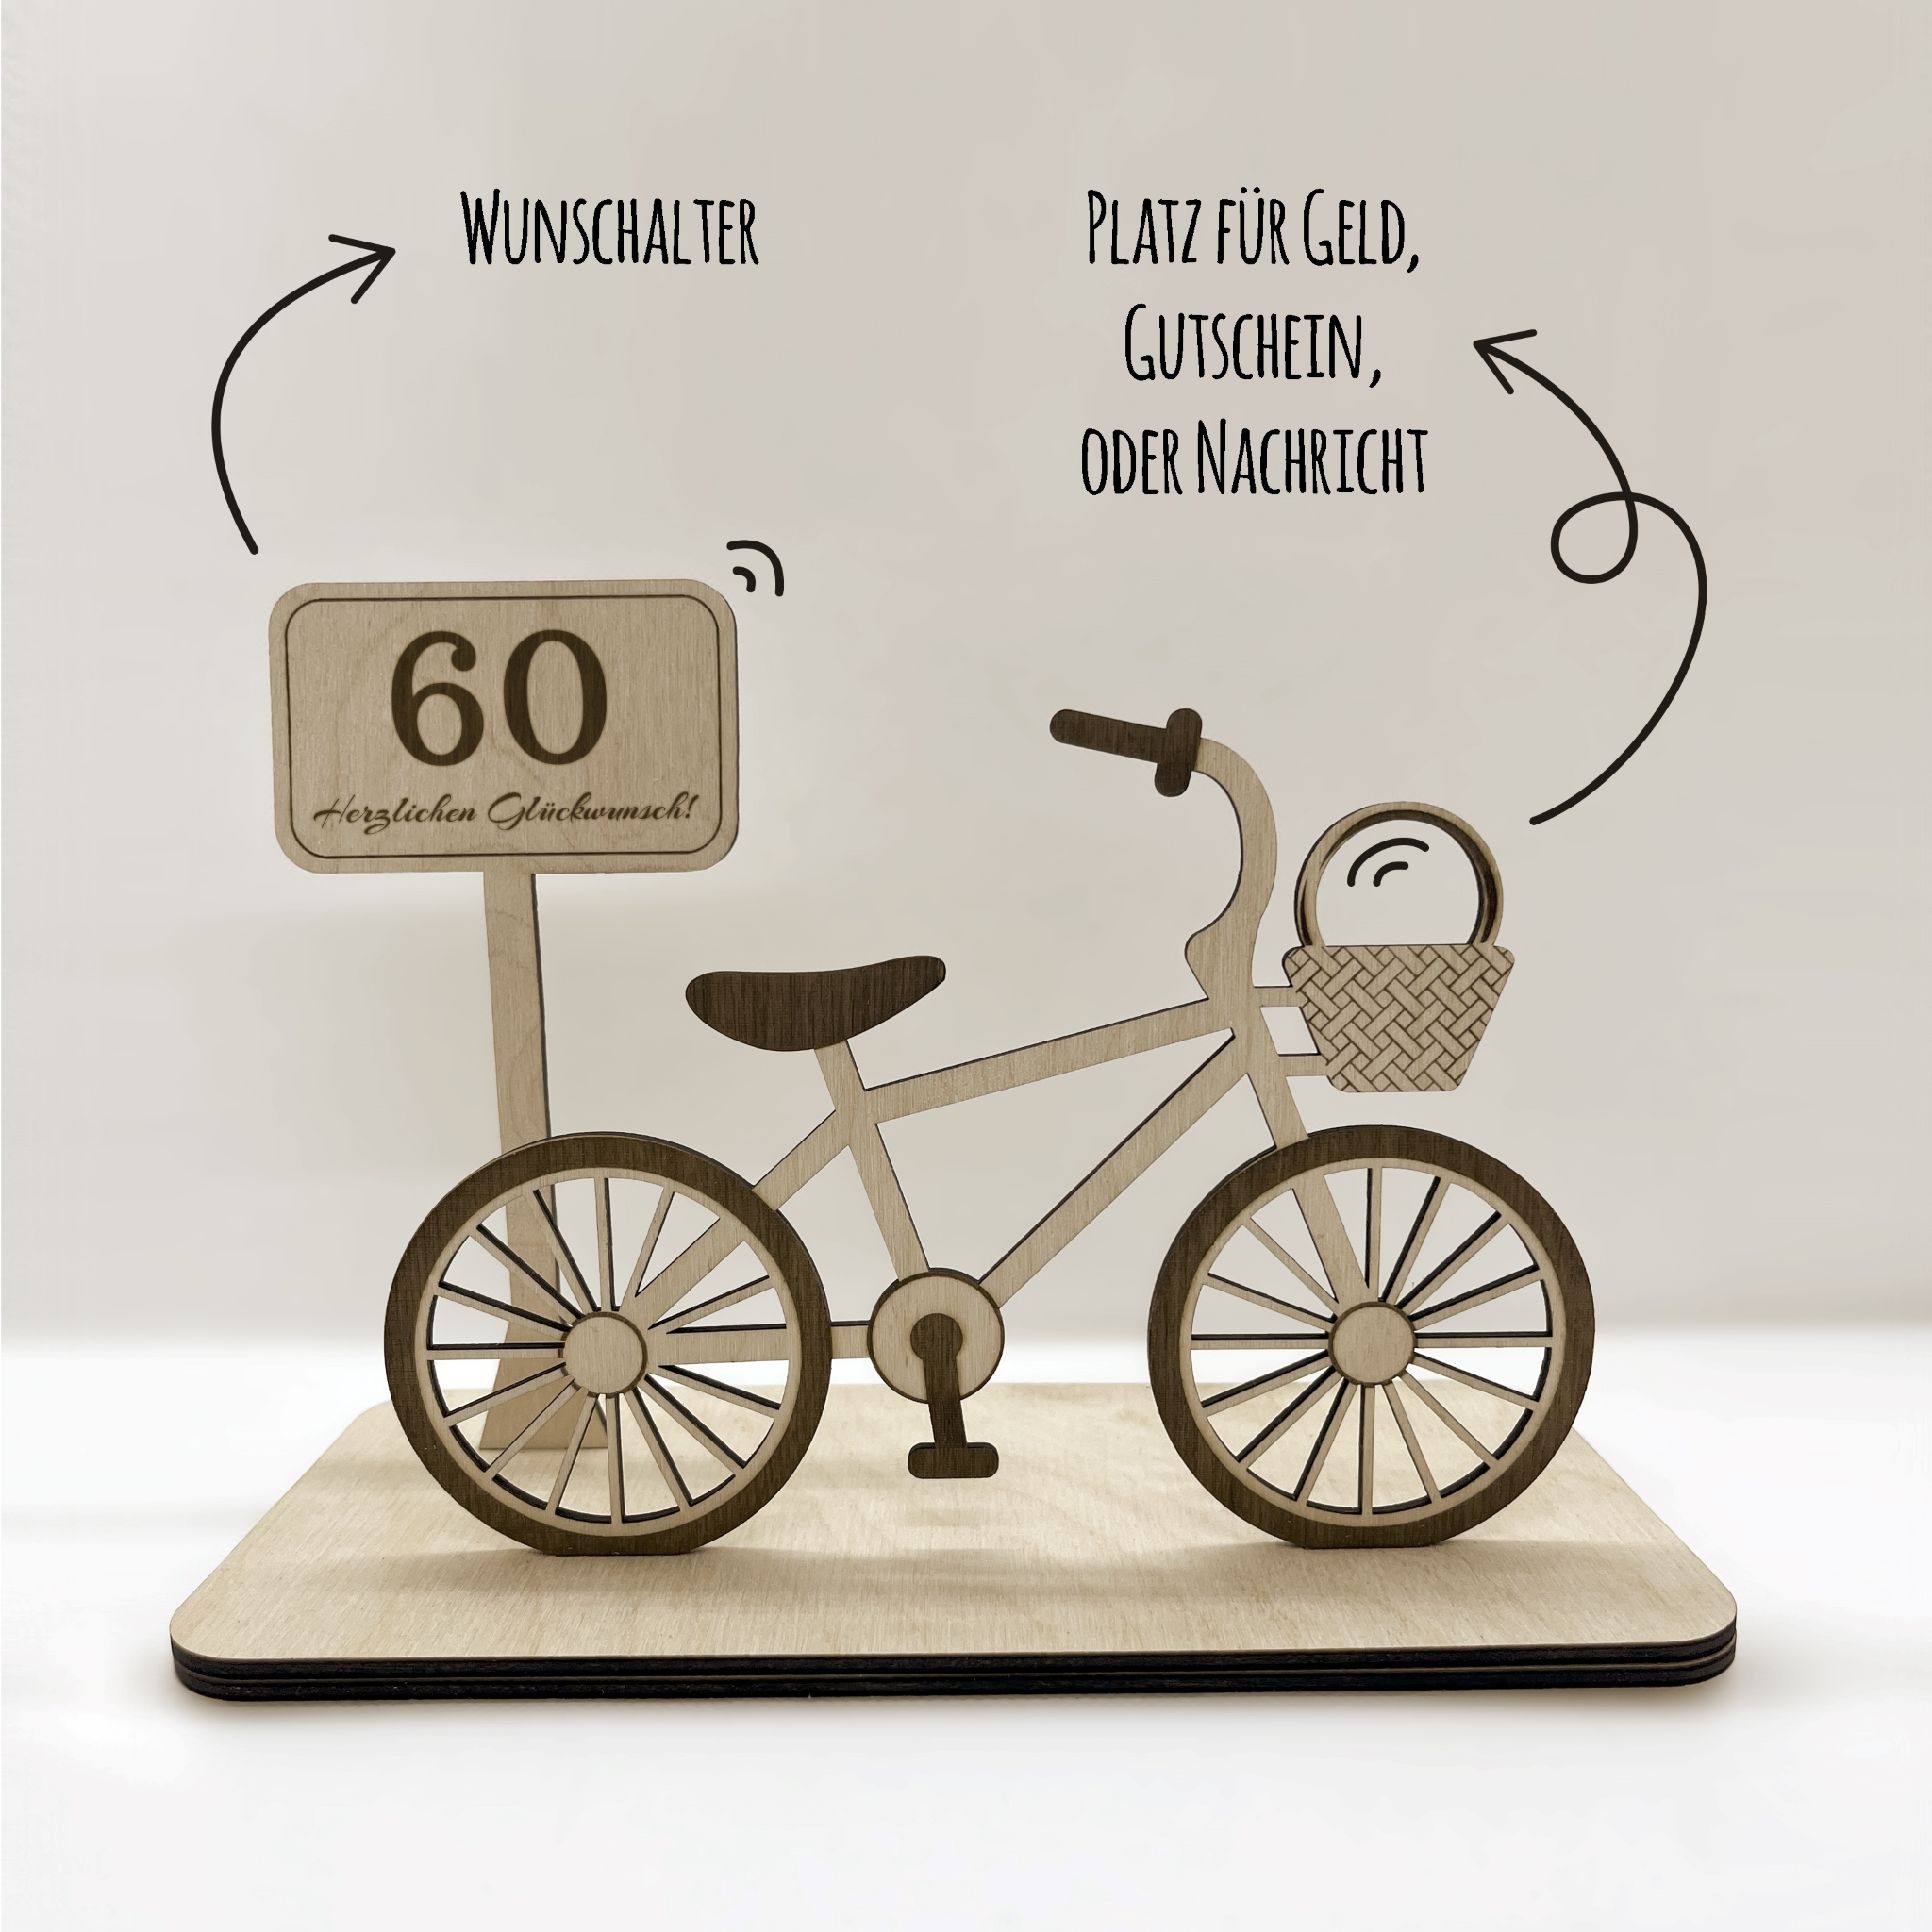 Wunschalter
Platz für Geld,
Gutschein,
oder Nachricht
60
Herzlichen Glückwunsch!